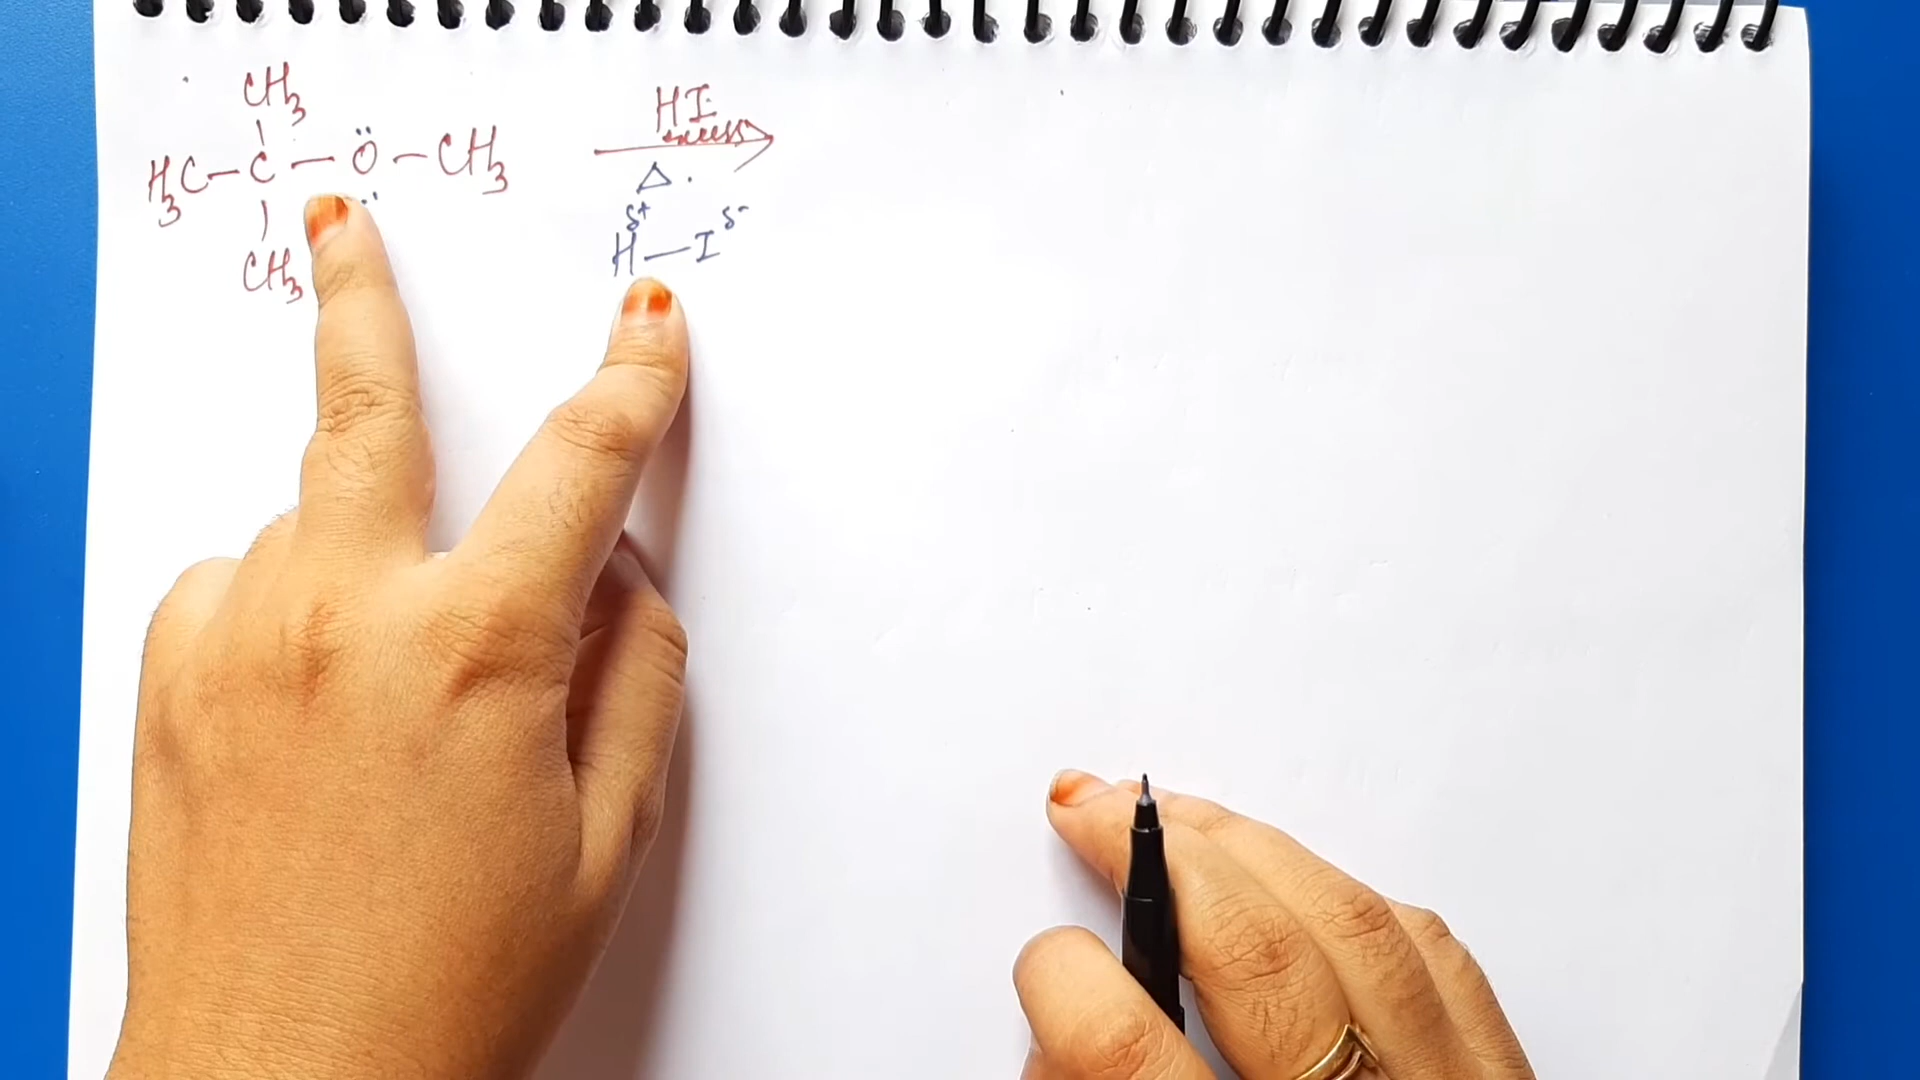 CH3
H3C-C-Ö-CH3
CH3
HI
excess
△
δ+ δ-
H-I